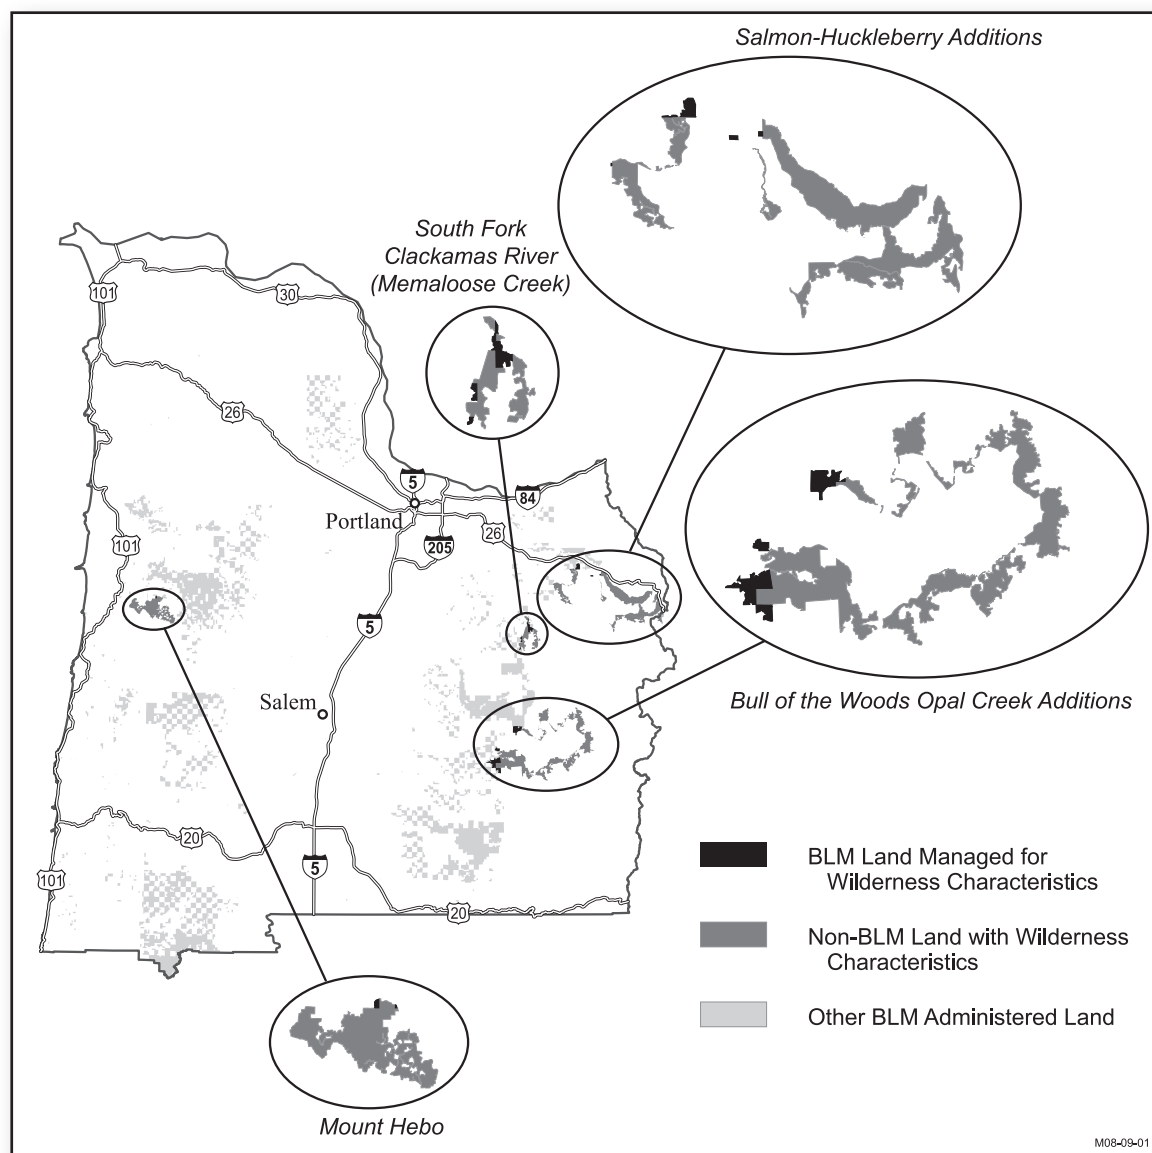 Salmon-Huckleberry Additions
South Fork
Clackamas River
(Memaloose Creek)
101
30
26
5
84
Portland
26
101
205
5
Salem
Bull of the Woods Opal Creek Additions
20
5
101
20
BLM Land Managed for
Wilderness Characteristics
Non-BLM Land with Wilderness
Characteristics
Other BLM Administered Land
Mount Hebo
M08-09-01